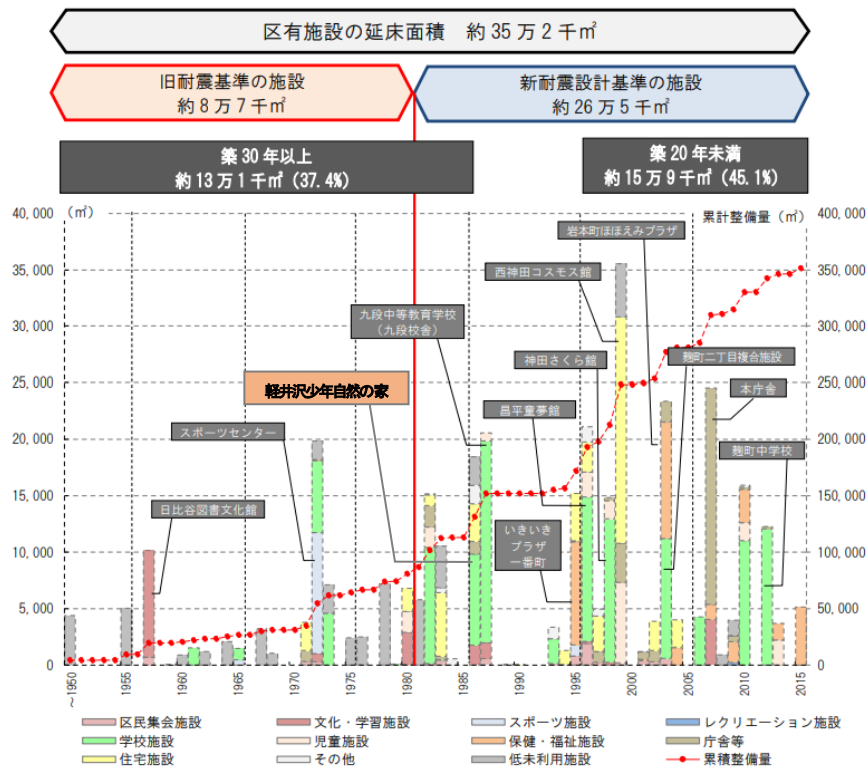 区有施設の延床面積 約35万2千㎡
旧耐震基準の施設
約8万7千㎡
新耐震設計基準の施設
約26万5千㎡
築30年以上
約13万1千㎡(37.4%)
築20年未満
約15万9千㎡(45.1%)
40,000
(㎡)
累計整備量(㎡)
400,000
岩本町ほほえみプラザ
西神田コスモス館
35,000
350,000
九段中等教育学校
(九段校舎)
30,000
300,000
神田さくら館
麹町二丁目複合施設
軽井沢少年自然の家
本庁舎
25,000
250,000
昌平童夢館
スポーツセンター
麹町中学校
20,000
200,000
日比谷図書文化館
15,000
150,000
いきいき
プラザ
一番町
10,000
100,000
5,000
50,000
0
0
1950
~
1955
1960
1965
1970
1975
1980
1985
1990
1995
2000
2005
2010
2015
区民集会施設
文化・学習施設
スポーツ施設
レクリエーション施設
学校施設
児童施設
保健・福祉施設
庁舎等
住宅施設
その他
低未利用施設
累積整備量